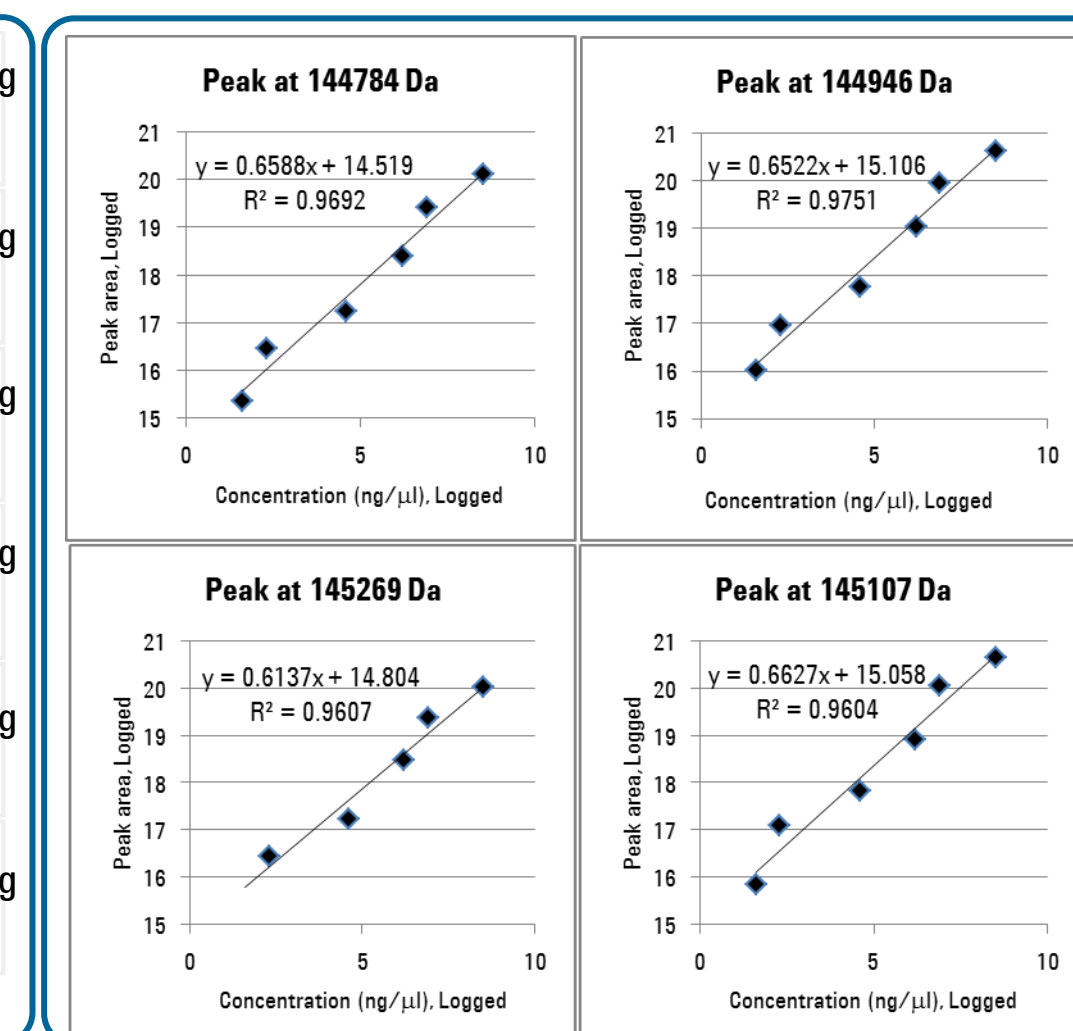 g
g
g
g
g
g
Peak at 144784 Da
y = 0.6588x + 14.519
R² = 0.9692
Peak area, Logged
21
20
19
18
17
16
15
0 5 10
Concentration (ng/µl), Logged
Peak at 144946 Da
y = 0.6522x + 15.106
R² = 0.9751
Peak area, Logged
21
20
19
18
17
16
15
0 5 10
Concentration (ng/µl), Logged
Peak at 145269 Da
y = 0.6137x + 14.804
R² = 0.9607
Peak area, Logged
21
20
19
18
17
16
15
0 5 10
Concentration (ng/µl), Logged
Peak at 145107 Da
y = 0.6627x + 15.058
R² = 0.9604
Peak area, Logged
21
20
19
18
17
16
15
0 5 10
Concentration (ng/µl), Logged